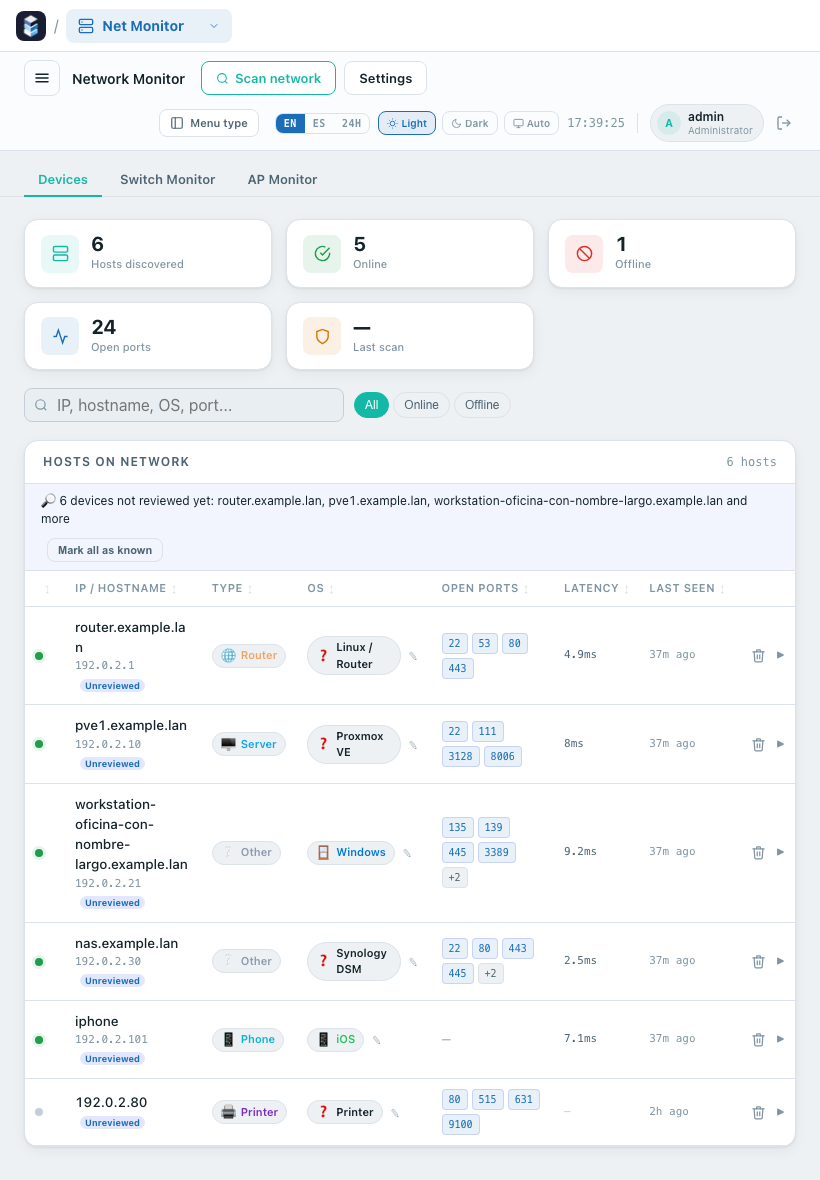 / Net Monitor
Network Monitor Scan network Settings
Menu type EN ES 24H Light Dark Auto 17:39:25 A admin
Administrator
Devices Switch Monitor AP Monitor
6
Hosts discovered
5
Online
1
Offline
24
Open ports
—
Last scan
IP, hostname, OS, port... All Online Offline
HOSTS ON NETWORK 6 hosts
6 devices not reviewed yet: router.example.lan, pve1.example.lan, workstation-oficina-con-nombre-largo.example.lan and
more
Mark all as known
IP / HOSTNAME TYPE OS OPEN PORTS LATENCY LAST SEEN
router.example.la
n
192.0.2.1
Unreviewed
Router
Linux /
Router
22 53 80
443
4.9ms
37m ago
pve1.example.lan
192.0.2.10
Unreviewed
Server
Proxmox
VE
22 111
3128 8006
8ms
37m ago
workstation-
oficina-con-
nombre-
largo.example.lan
192.0.2.21
Unreviewed
Other
Windows
135 139
445 3389
+2
9.2ms
37m ago
nas.example.lan
192.0.2.30
Unreviewed
Other
Synology
DSM
22 80 443
445 +2
2.5ms
37m ago
iphone
192.0.2.101
Unreviewed
Phone
iOS
—
7.1ms
37m ago
192.0.2.80
Unreviewed
Printer
Printer
80 515 631
9100
—
2h ago